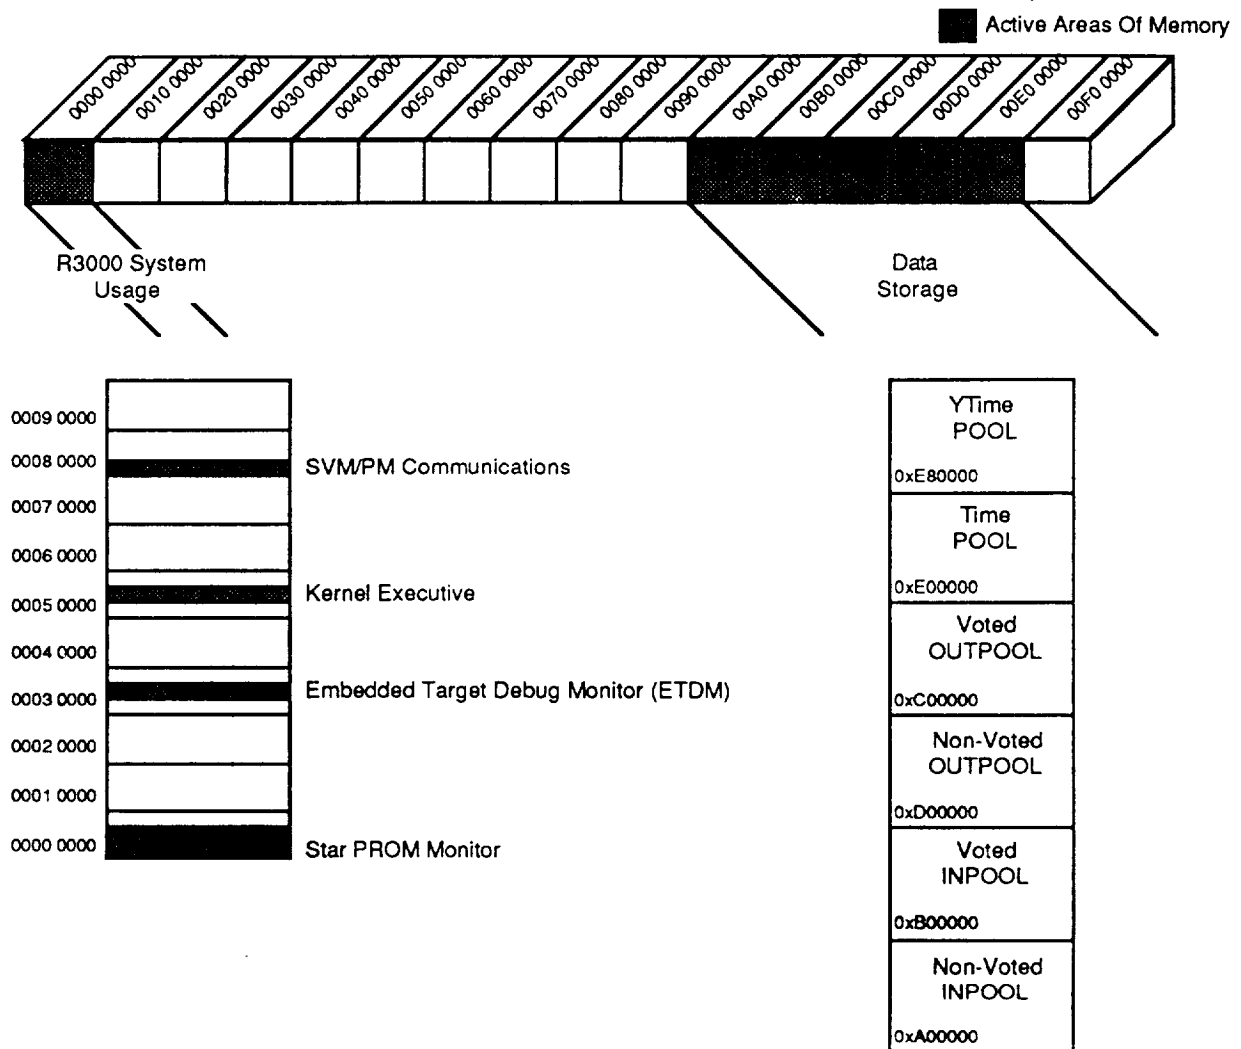 Active Areas Of Memory
0000 0000
0010 0000
0020 0000
0030 0000
0040 0000
0050 0000
0060 0000
0070 0000
0080 0000
0090 0000
00A0 0000
00B0 0000
00C0 0000
00D0 0000
00E0 0000
00F0 0000
R3000 System
Usage
Data
Storage
0009 0000
0008 0000
SVM/PM Communications
0007 0000
0006 0000
Kernel Executive
0005 0000
0004 0000
Embedded Target Debug Monitor (ETDM)
0003 0000
0002 0000
0001 0000
0000 0000
Star PROM Monitor
YTime
POOL
0xE80000
Time
POOL
0xE00000
Voted
OUTPOOL
0xC00000
Non-Voted
OUTPOOL
0xD00000
Voted
INPOOL
0xB00000
Non-Voted
INPOOL
0xA00000